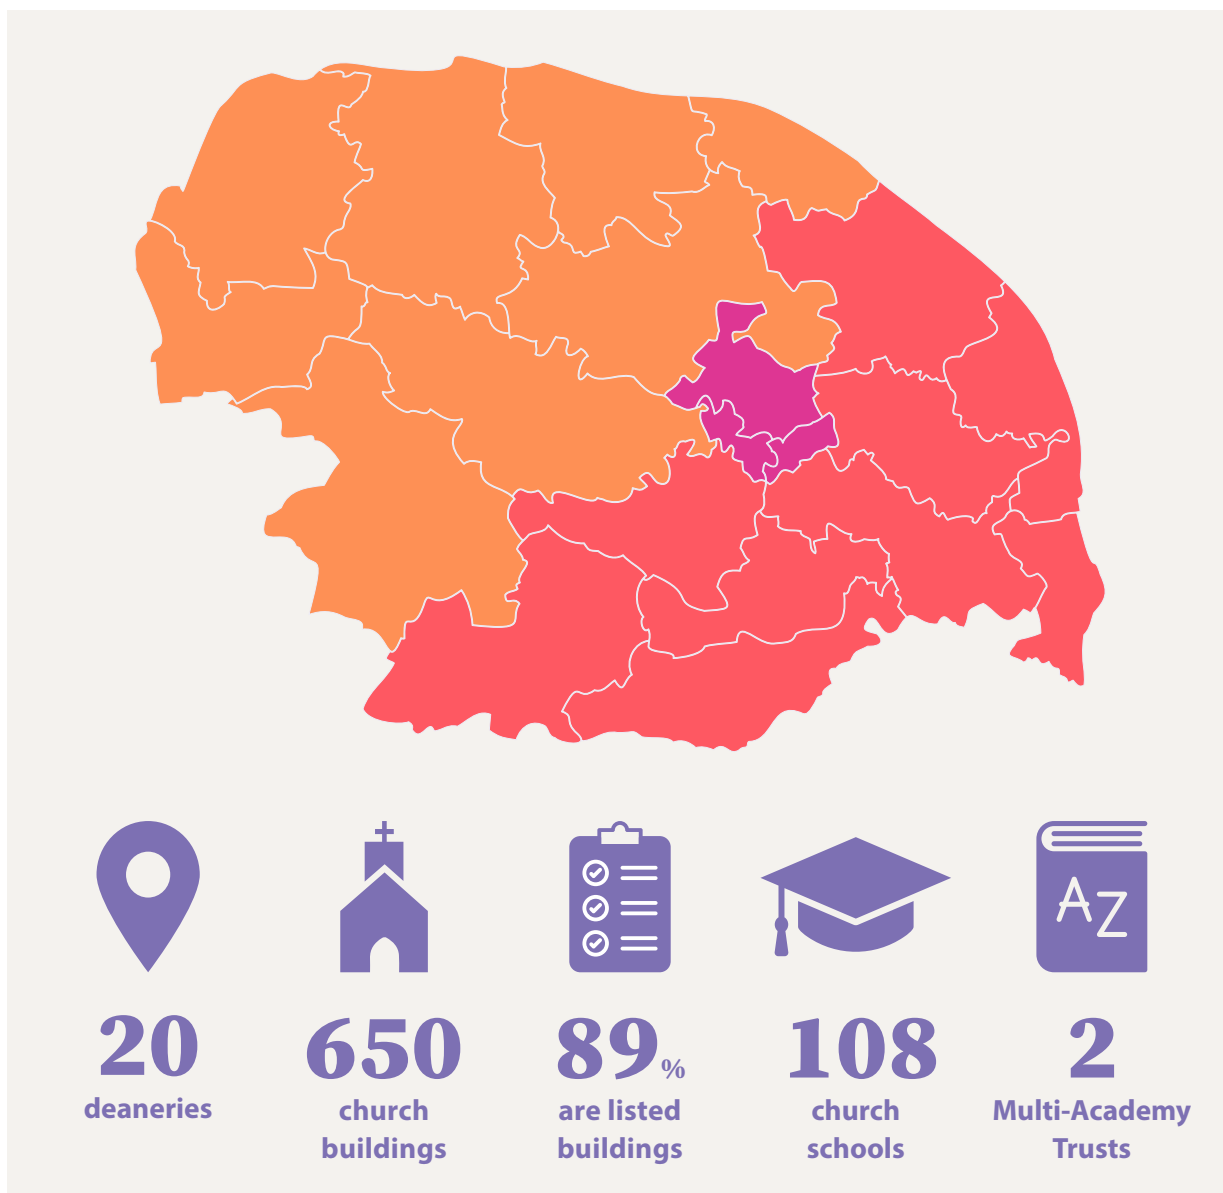 AZ
20
deaneries
650
church
buildings
89%
are listed
buildings
108
church
schools
2
Multi-Academy
Trusts